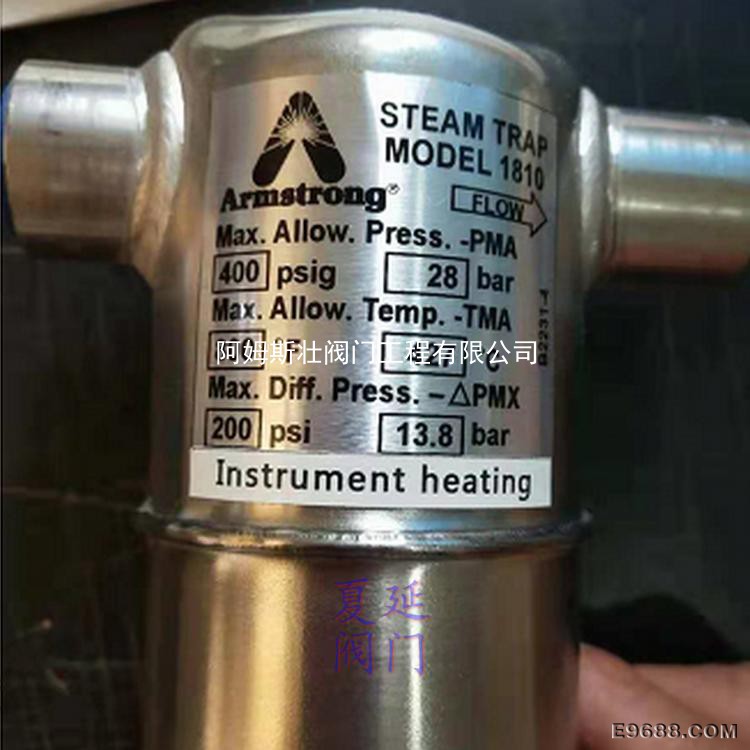 STEAM TRAP
MODEL 1810
Armstrong®
FLOW
Max. Allow. Press. -PMA
400 psig 28 bar
Max. Allow. Temp. -TMA
阿姆斯壮阀门工程有限公司
Max. Diff. Press. -△PMX
200 psi 13.8 bar
Instrument heating
夏延
阀门
E9688.COM